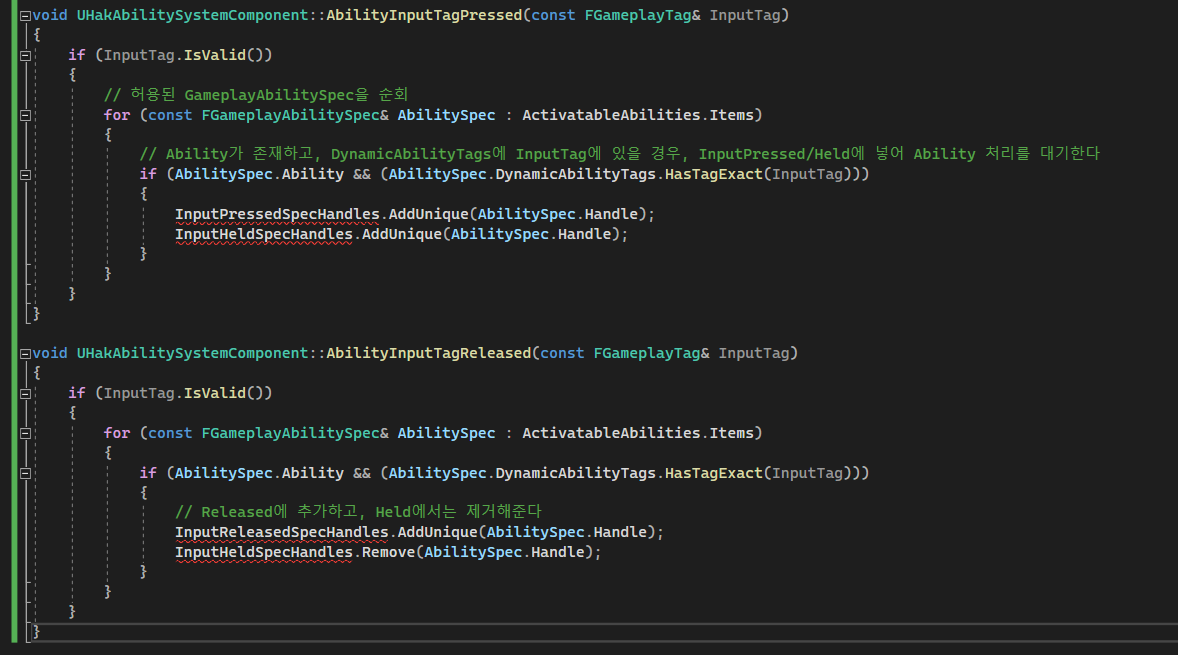 void UHakAbilitySystemComponent::AbilityInputTagPressed(const FGameplayTag& InputTag)
{
    if (InputTag.IsValid())
    {
        // 허용된 GameplayAbilitySpec을 순회
        for (const FGameplayAbilitySpec& AbilitySpec : ActivatableAbilities.Items)
        {
            // Ability가 존재하고, DynamicAbilityTags에 InputTag에 있을 경우, InputPressed/Held에 넣어 Ability 처리를 대기한다
            if (AbilitySpec.Ability && (AbilitySpec.DynamicAbilityTags.HasTagExact(InputTag)))
            {
                InputPressedSpecHandles.AddUnique(AbilitySpec.Handle);
                InputHeldSpecHandles.AddUnique(AbilitySpec.Handle);
            }
        }
    }
}
void UHakAbilitySystemComponent::AbilityInputTagReleased(const FGameplayTag& InputTag)
{
    if (InputTag.IsValid())
    {
        for (const FGameplayAbilitySpec& AbilitySpec : ActivatableAbilities.Items)
        {
            if (AbilitySpec.Ability && (AbilitySpec.DynamicAbilityTags.HasTagExact(InputTag)))
            {
                // Released에 추가하고, Held에서는 제거해준다
                InputReleasedSpecHandles.AddUnique(AbilitySpec.Handle);
                InputHeldSpecHandles.Remove(AbilitySpec.Handle);
            }
        }
    }
}